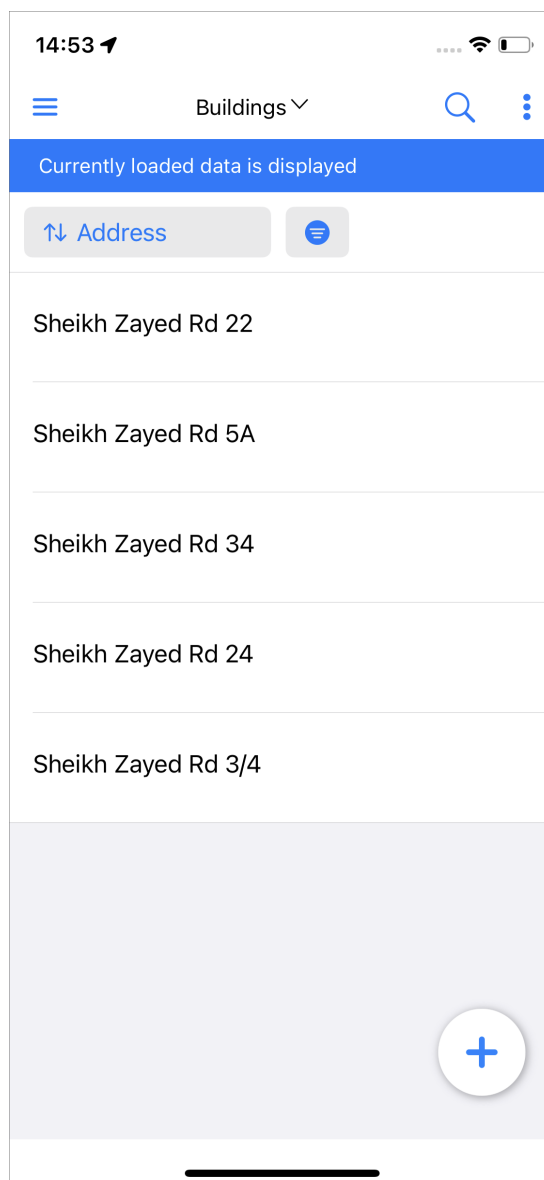 14:53
Buildings
Currently loaded data is displayed
Address
Sheikh Zayed Rd 22
Sheikh Zayed Rd 5A
Sheikh Zayed Rd 34
Sheikh Zayed Rd 24
Sheikh Zayed Rd 3/4